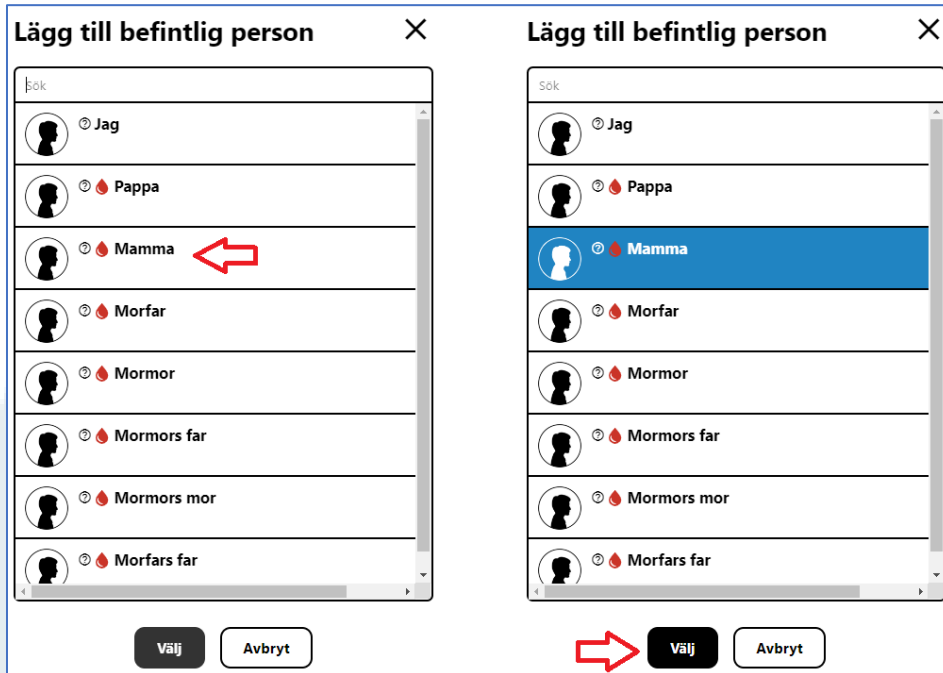 Lägg till befintlig person
Sök
Jag
Pappa
Mamma
Morfar
Mormor
Mormors far
Mormors mor
Morfars far
Välj
Avbryt
Lägg till befintlig person
Sök
Jag
Pappa
Mamma
Morfar
Mormor
Mormors far
Mormors mor
Morfars far
Välj
Avbryt